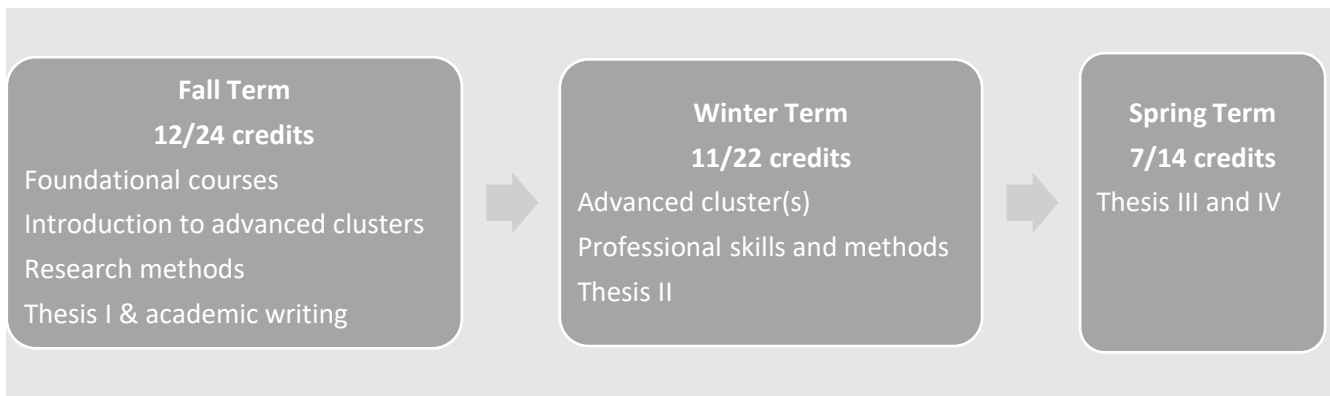 Fall Term
12/24 credits
Foundational courses
Introduction to advanced clusters
Research methods
Thesis I & academic writing
Winter Term
11/22 credits
Advanced cluster(s)
Professional skills and methods
Thesis II
Spring Term
7/14 credits
Thesis III and IV